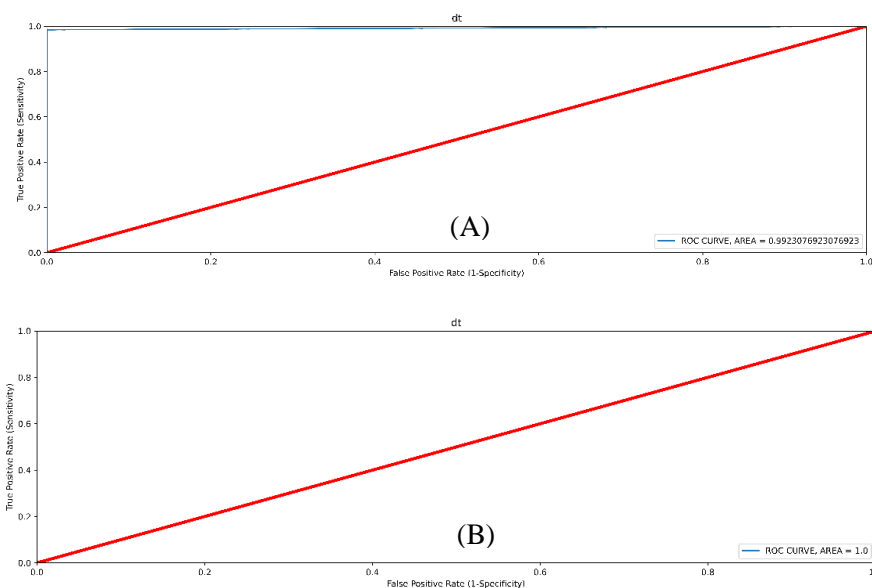 dt
1.0
0.8
0.6
0.4
0.2
0.0
True Positive Rate (Sensitivity)
(A)
ROC CURVE, AREA = 0.9923076923076923
0.0 0.2 0.4 0.6 0.8 1.0
False Positive Rate (1-Specificity)
dt
1.0
0.8
0.6
0.4
0.2
0.0
True Positive Rate (Sensitivity)
(B)
ROC CURVE, AREA = 1.0
0.0 0.2 0.4 0.6 0.8
False Positive Rate (1-Specificity)